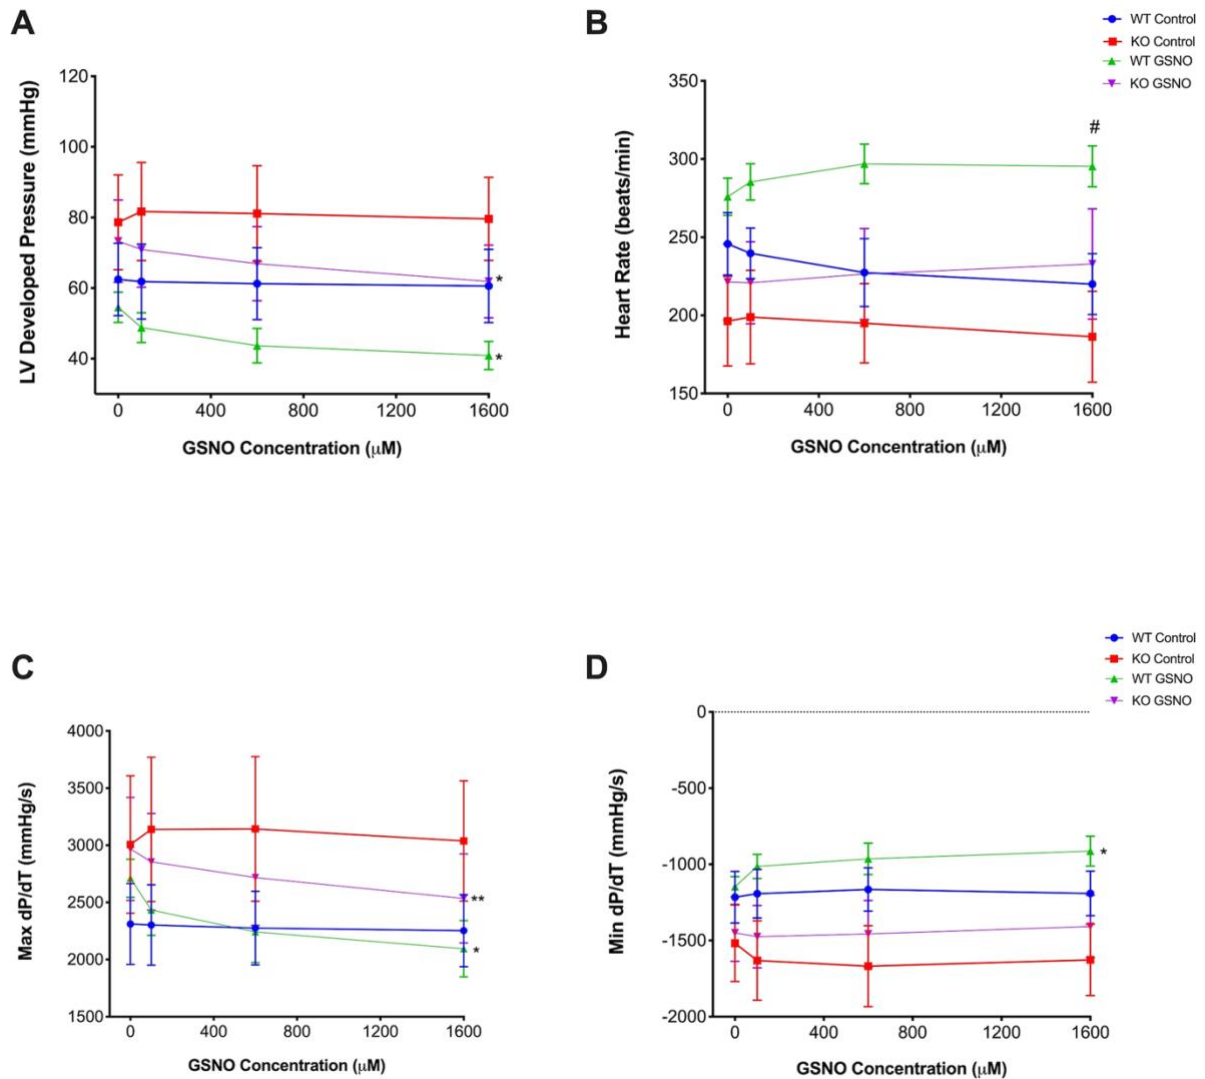 A
LV Developed Pressure (mmHg)
120
100
80
60
40
0
400
800
1200
1600
GSNO Concentration (μM)
*
*
B
WT Control
KO Control
WT GSNO
KO GSNO
Heart Rate (beats/min)
350
300
250
200
150
0
400
800
1200
1600
GSNO Concentration (μM)
#
C
Max dP/dT (mmHg/s)
4000
3500
3000
2500
2000
1500
0
400
800
1200
1600
GSNO Concentration (μM)
**
*
D
WT Control
KO Control
WT GSNO
KO GSNO
Min dP/dT (mmHg/s)
0
-500
-1000
-1500
-2000
0
400
800
1200
1600
GSNO Concentration (μM)
*